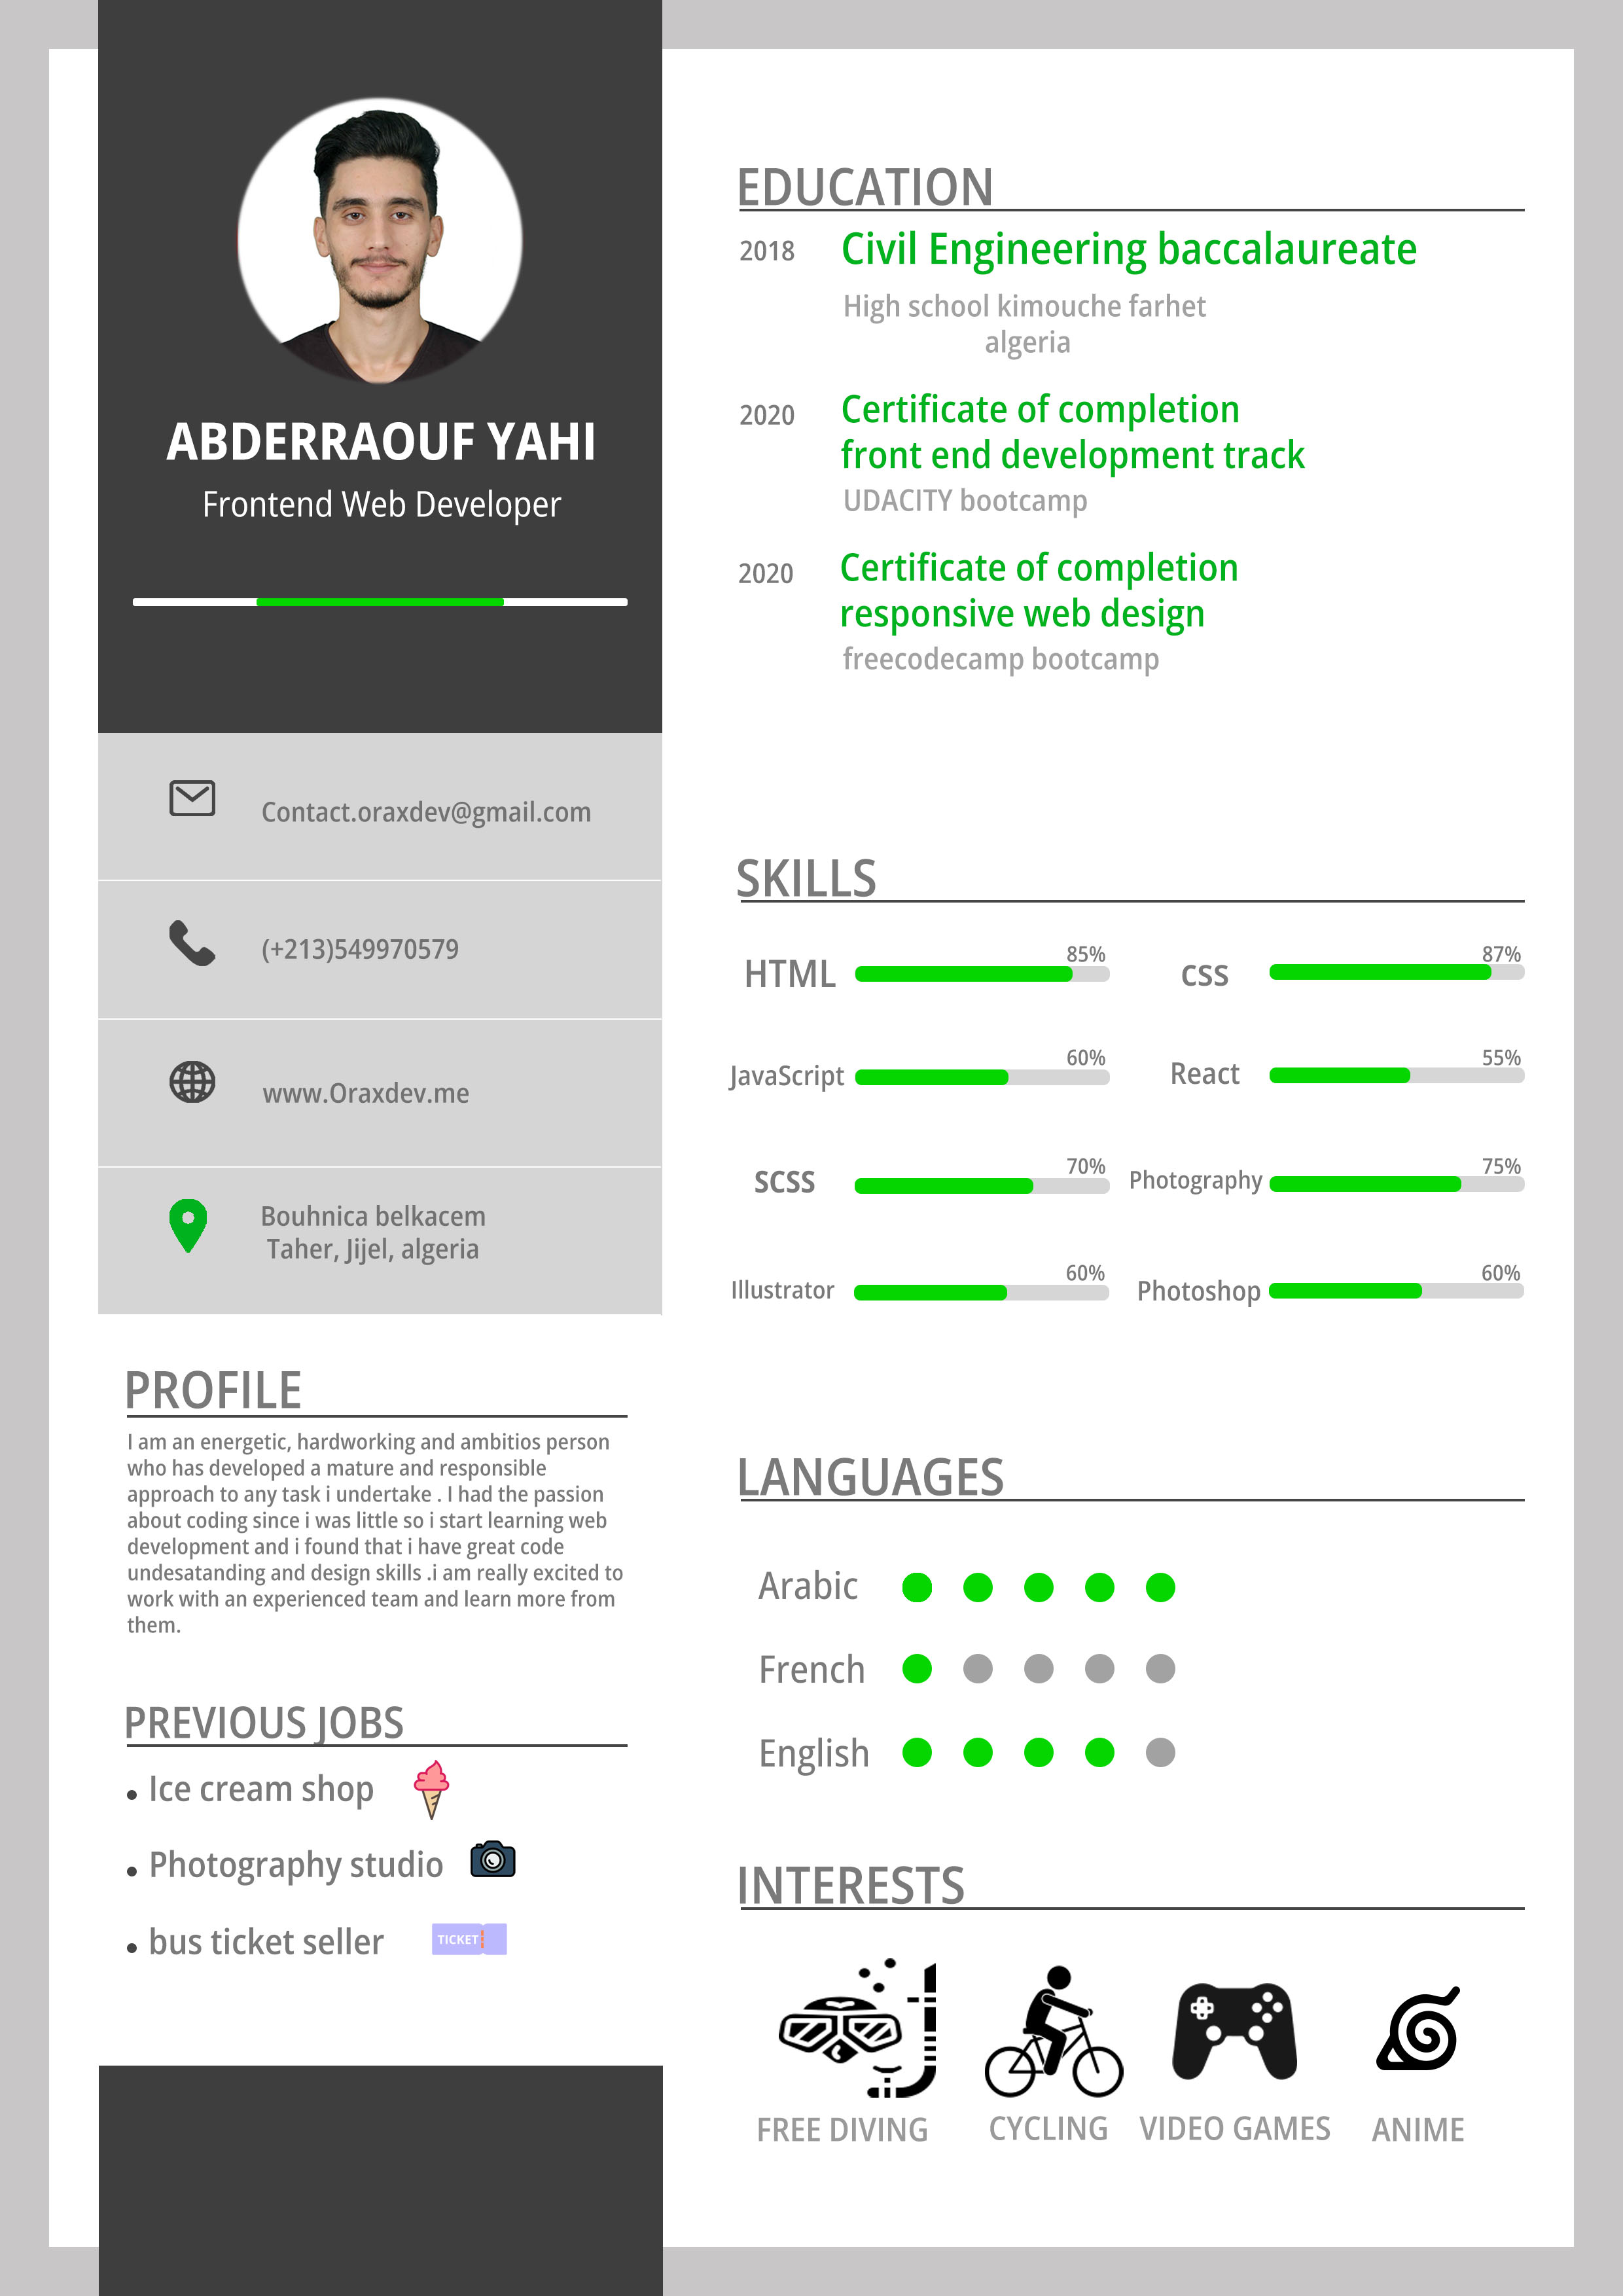 ABDERRAOUF YAHI
Frontend Web Developer
Contact.oraxdev@gmail.com
(+213)549970579
www.Oraxdev.me
Bouhnica belkacem
Taher, Jijel, algeria
PROFILE
I am an energetic, hardworking and ambitios person
who has developed a mature and responsible
approach to any task i undertake . I had the passion
about coding since i was little so i start learning web
development and i found that i have great code
undesatanding and design skills .i am really excited to
work with an experienced team and learn more from
them.
PREVIOUS JOBS
• Ice cream shop
• Photography studio
• bus ticket seller
TICKET
EDUCATION
2018 Civil Engineering baccalaureate
High school kimouche farhet
algeria
2020 Certificate of completion
front end development track
UDACITY bootcamp
2020 Certificate of completion
responsive web design
freecodecamp bootcamp
SKILLS
HTML 85%
css 87%
JavaScript 60%
React 55%
SCSS 70%
Photography 75%
Illustrator 60%
Photoshop 60%
LANGUAGES
Arabic
French
English
INTERESTS
FREE DIVING
CYCLING
VIDEO GAMES
ANIME